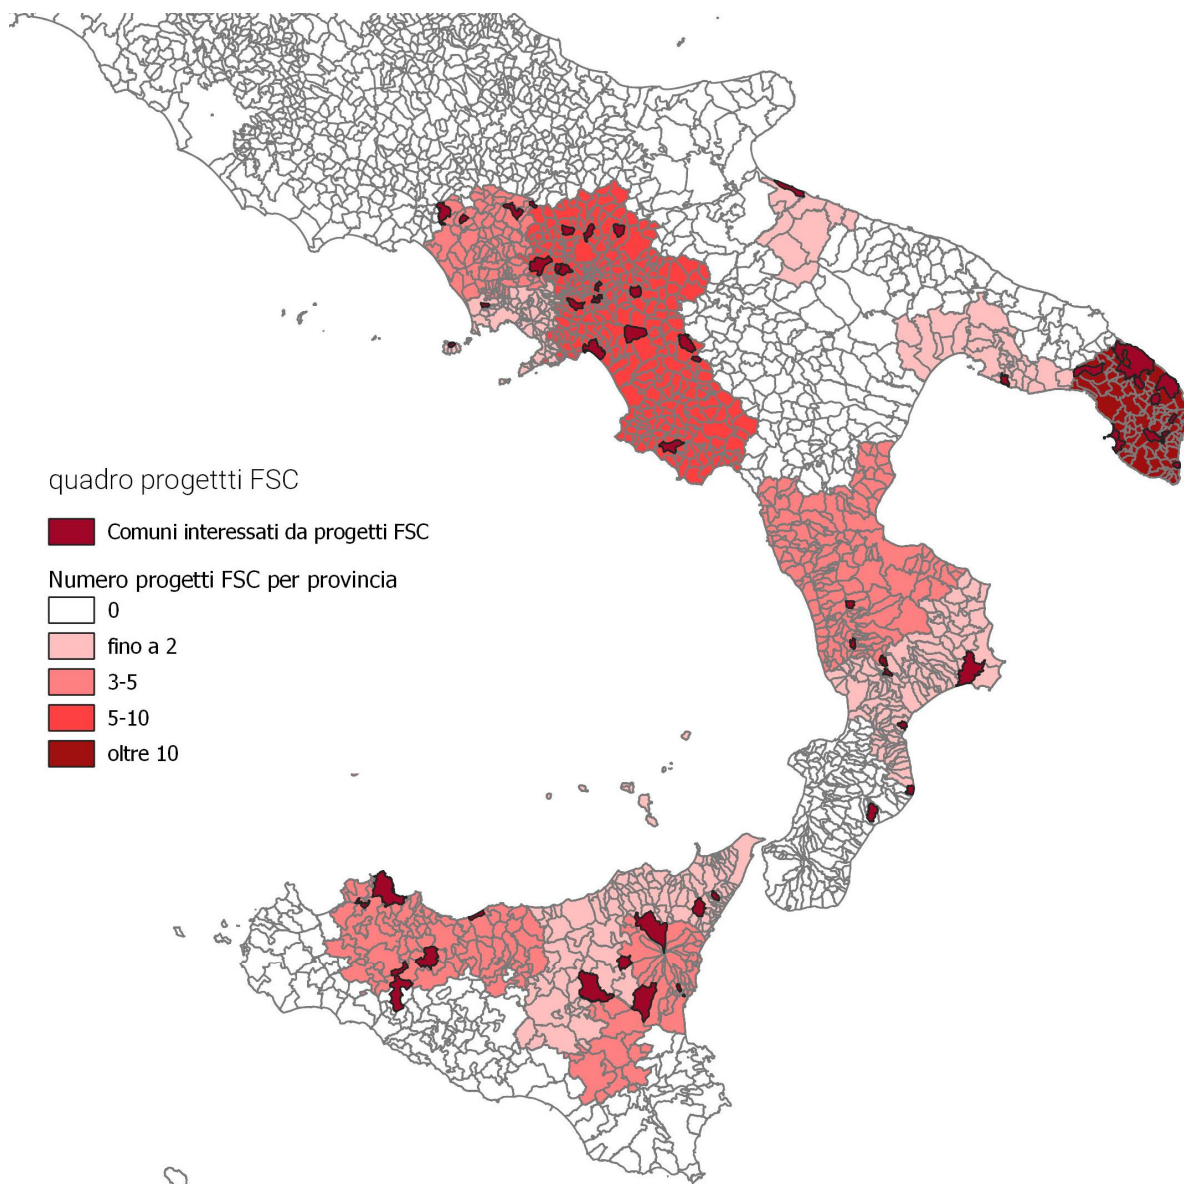 quadro progettti FSC
Comuni interessati da progetti FSC
Numero progetti FSC per provincia
0
fino a 2
3-5
5-10
oltre 10